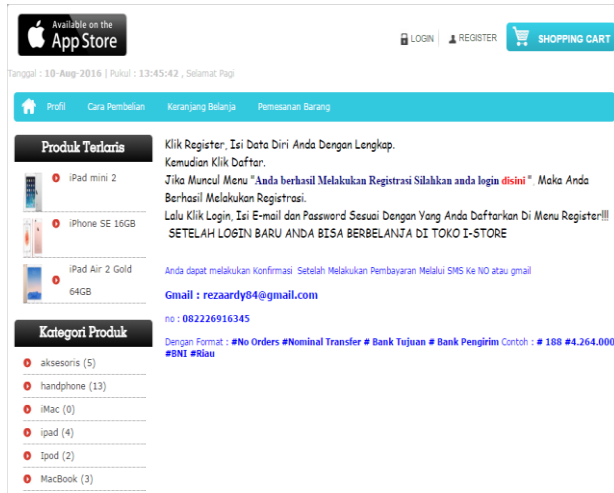 Available on the
App Store
LOGIN
REGISTER
SHOPPING CART
Tanggal : 10-Aug-2016 | Pukul : 13:45:42 , Selamat Pagi
Profil
Cara Pembelian
Keranjang Belanja
Pemesanan Barang
Produk Terlaris
iPad mini 2
iPhone SE 16GB
iPad Air 2 Gold
64GB
Kategori Produk
aksesoris (5)
handphone (13)
iMac (0)
ipad (4)
Ipod (2)
MacBook (3)
Klik Register, Isi Data Diri Anda Dengan Lengkap.
Kemudian Klik Daftar.
Jika Muncul Menu "Anda berhasil Melakukan Registrasi Silahkan anda login disini ", Maka Anda
Berhasil Melakukan Registrasi.
Lalu Klik Login, Isi E-mail dan Password Sesuai Dengan Yang Anda Daftarkan Di Menu Register!!!
SETELAH LOGIN BARU ANDA BISA BERBELANJA DI TOKO I-STORE
Anda dapat melakukan Konfirmasi Setelah Melakukan Pembayaran Melalui SMS Ke NO atau gmail
Gmail : rezaardy84@gmail.com
no : 082226916345
Dengan Format : #No Orders #Nominal Transfer # Bank Tujuan # Bank Pengirim Contoh : # 188 #4.264.000
#BNI #Riau